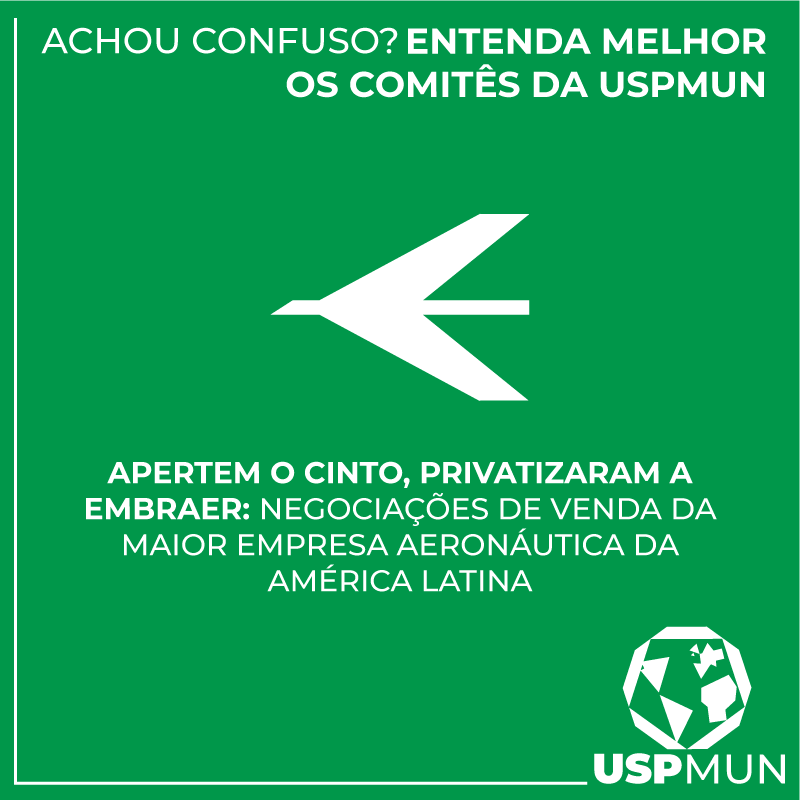 ACHOU CONFUSO? ENTENDA MELHOR
OS COMITÊS DA USPMUN
APERTEM O CINTO, PRIVATIZARAM A
EMBRAER: NEGOCIAÇÕES DE VENDA DA
MAIOR EMPRESA AERONÁUTICA DA
AMÉRICA LATINA
USPMUN